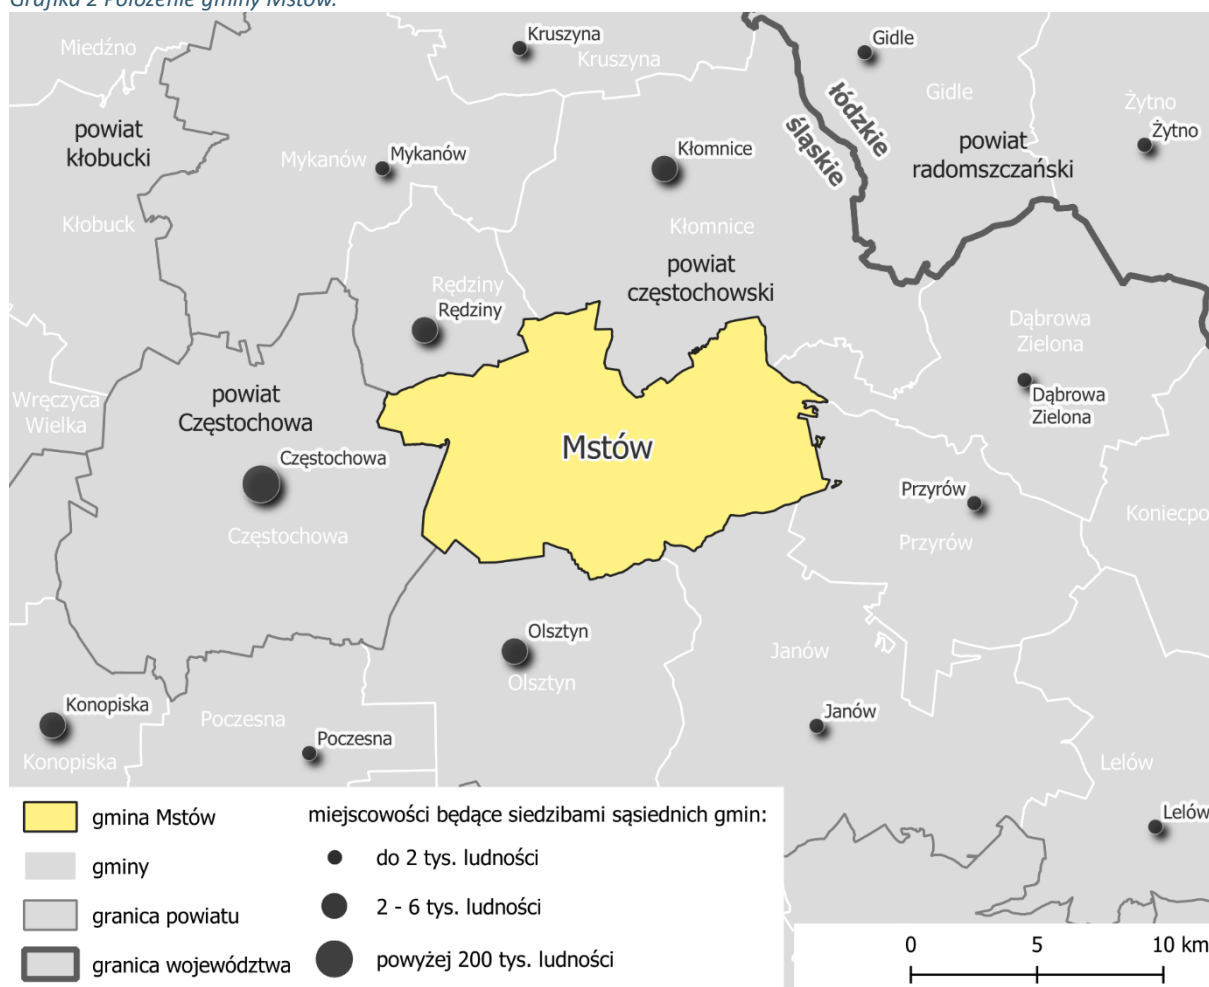 Grafika 2 Położenie gminy Mstów.
Miedźno
Kruszyna
Kruszyna
Gidle
Gidle
Żytno
Żytno
powiat
kłobucki
łódzkie
śląskie
powiat
radomszczański
Mykanów
Mykanów
Kłomnice
Kłomnice
Kłobuck
powiat
częstochowski
Rędziny
Rędziny
Dąbrowa
Zielona
Dąbrowa
Zielona
Wręczyca
Wielka
powiat
Częstochowa
Mstów
Częstochowa
Częstochowa
Przyrów
Przyrów
Koniecpo
Olsztyn
Olsztyn
Janów
Janów
Konopiska
Konopiska
Poczesna
Poczesna
Lelów
Lelów
gmina Mstów
gminy
granica powiatu
granica województwa
miejscowości będące siedzibami sąsiednich gmin:
do 2 tys. ludności
2 - 6 tys. ludności
powyżej 200 tys. ludności
0 5 10 km